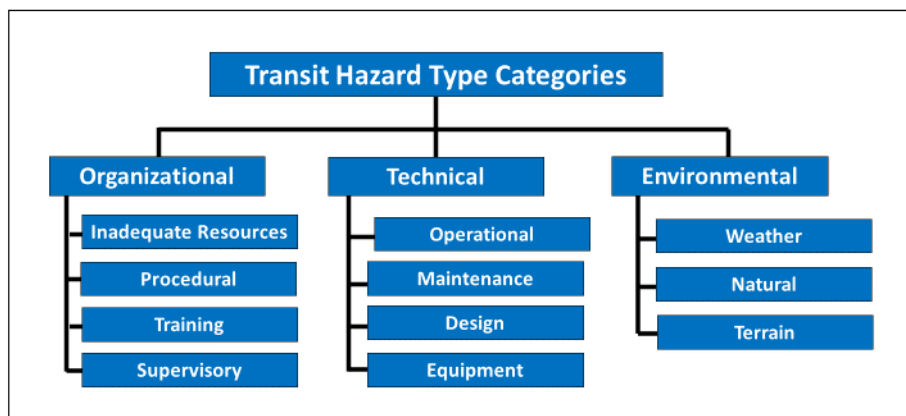 Transit Hazard Type Categories
Organizational
Inadequate Resources
Procedural
Training
Supervisory
Technical
Operational
Maintenance
Design
Equipment
Environmental
Weather
Natural
Terrain